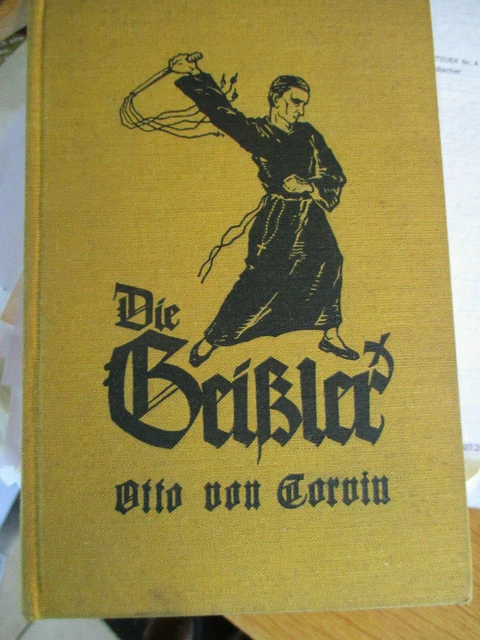 Die
Geißler
Otto von Corvin